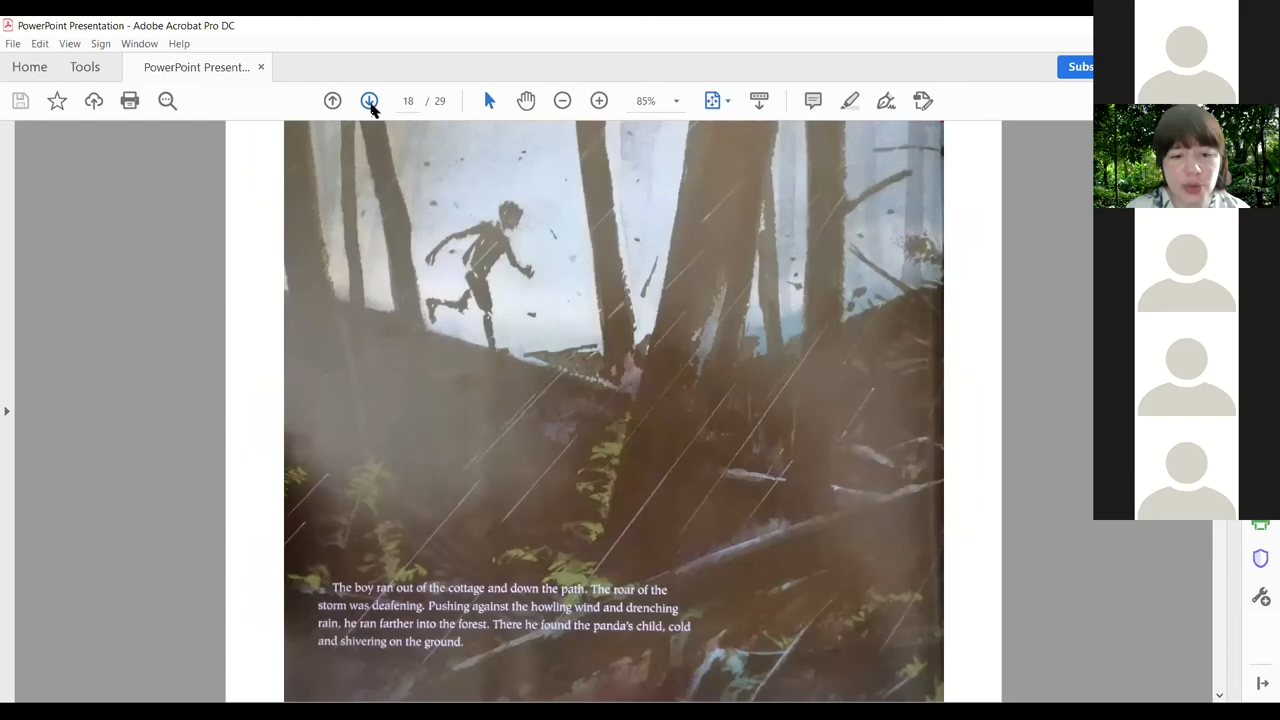 PowerPoint Presentation - Adobe Acrobat Pro DC
File Edit View Sign Window Help
Home Tools PowerPoint Present... × Subs
18 / 29 85%
The boy ran out of the cottage and down the path. The roar of the
storm was deafening. Pushing against the howling wind and drenching
rain, he ran farther into the forest. There he found the panda's child, cold
and shivering on the ground.